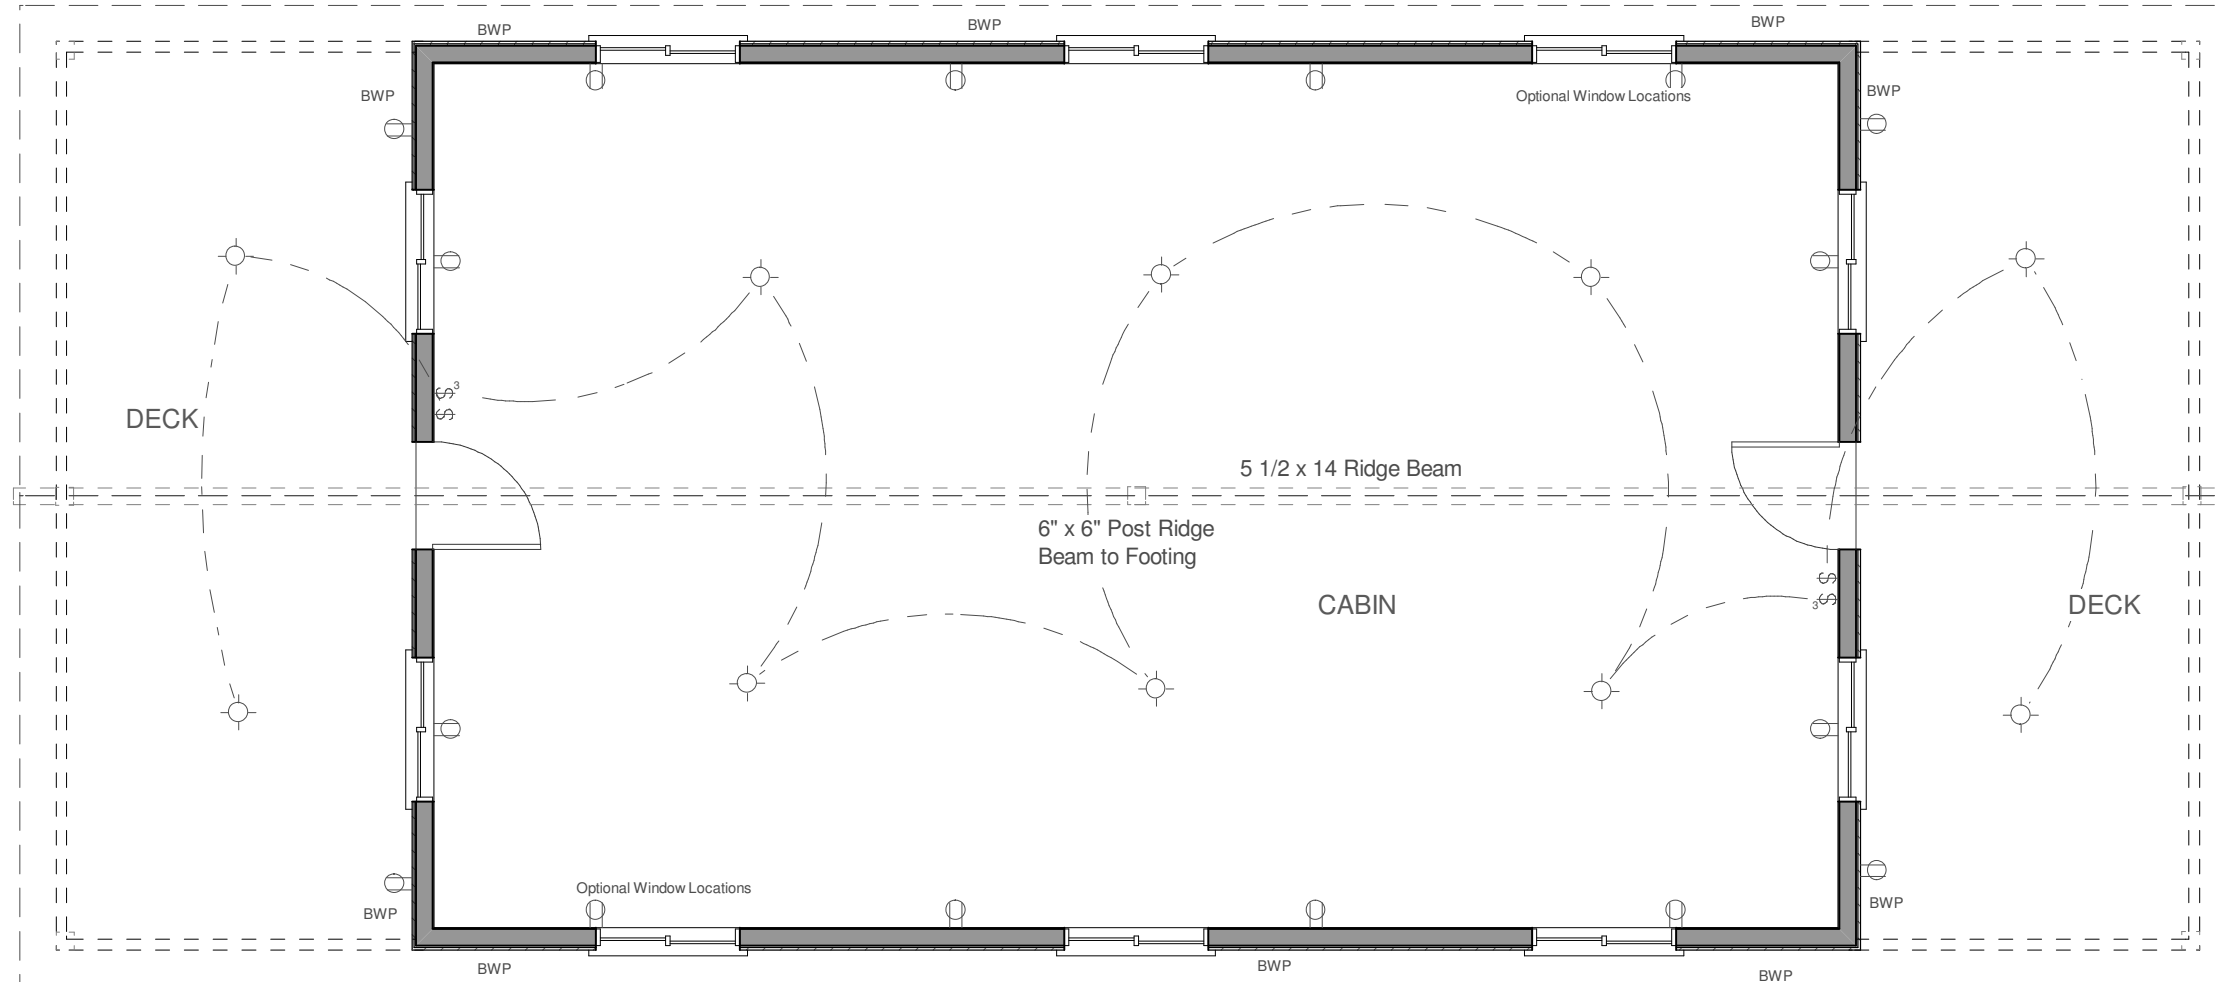 BWP
BWP
BWP
BWP
BWP
Optional Window Locations
$ $ 3
DECK
5 1/2 x 14 Ridge Beam
6" x 6" Post Ridge
Beam to Footing
CABIN
$
3 $
DECK
Optional Window Locations
BWP
BWP
BWP
BWP
BWP